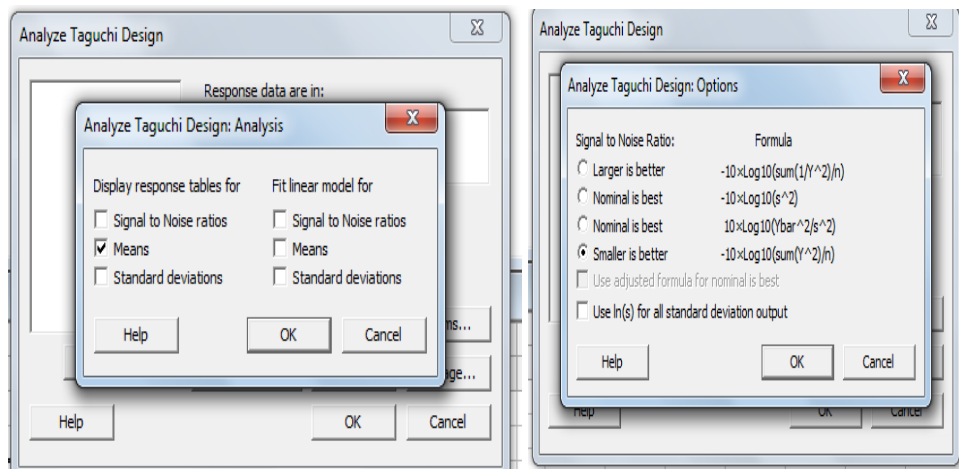 Analyze Taguchi Design
Response data are in:
Analyze Taguchi Design: Analysis
Display response tables for Fit linear model for
Signal to Noise ratios Signal to Noise ratios
Means Means
Standard deviations Standard deviations
Help OK Cancel
Help OK Cancel
Analyze Taguchi Design
Analyze Taguchi Design: Options
Signal to Noise Ratio: Formula
Larger is better -10×Log10(sum(1/Y^2)/n)
Nominal is best -10×Log10(s^2)
Nominal is best 10×Log10(Ybar^2/s^2)
Smaller is better -10×Log10(sum(Y^2)/n)
Use adjusted formula for nominal is best
Use ln(s) for all standard deviation output
Help OK Cancel
Help OK Cancel